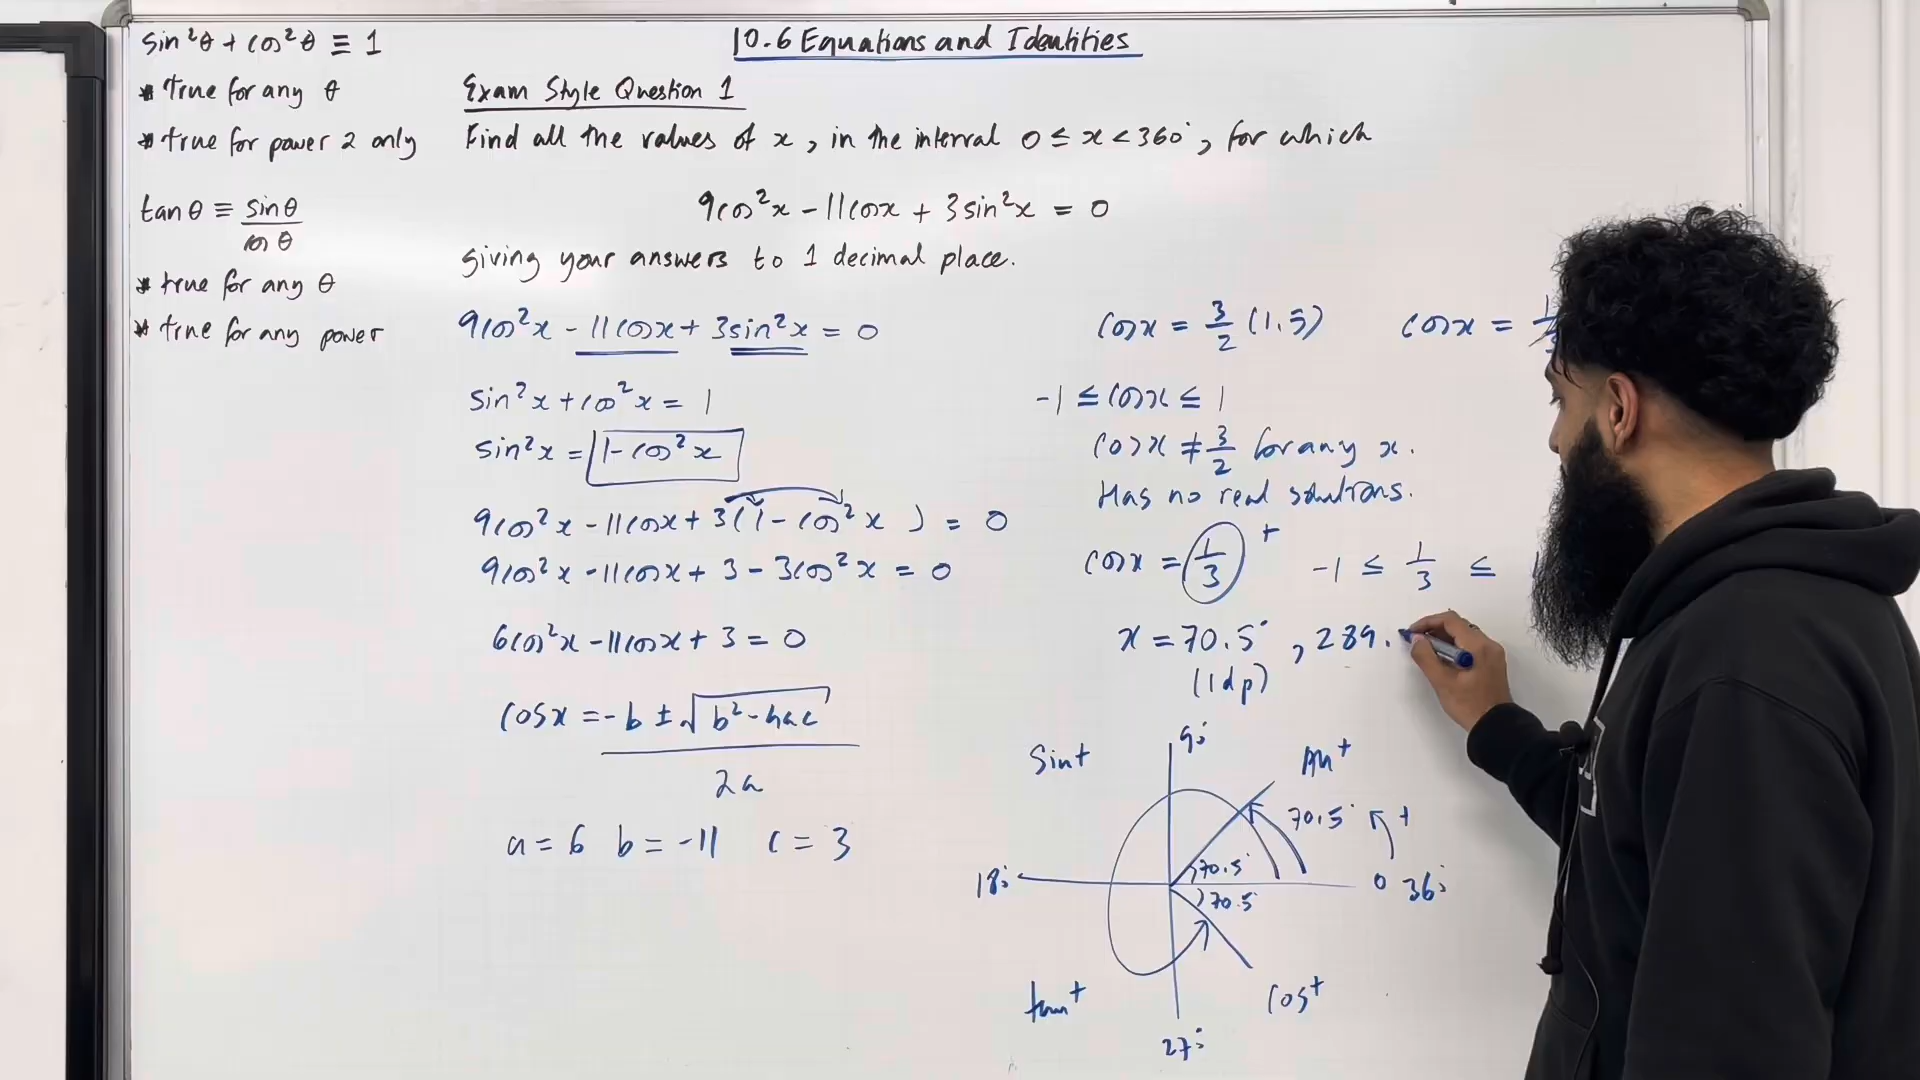 10.6 Equations and Identities
sin²θ + cos²θ ≡ 1
* true for any θ
* true for power 2 only
tanθ ≡ sinθ
cos θ
* true for any θ
* true for any power
Exam Style Question 1
Find all the values of x, in the interval 0 ≤ x < 360°, for which
9cos²x - 11cosx + 3sin²x = 0
giving your answers to 1 decimal place.
9cos²x - 11cosx + 3sin²x = 0
sin²x + cos²x = 1
sin²x = 1 - cos²x
9cos²x - 11cosx + 3(1 - cos²x) = 0
9cos²x - 11cosx + 3 - 3cos²x = 0
6cos²x - 11cosx + 3 = 0
cosx = -b ± √b² - 4ac
2a
a = 6 b = -11 c = 3
cosx = 3/2 (1.5) cosx = 1/3
-1 ≤ cosx ≤ 1
cosx ≠ 3/2 for any x.
Has no real solutions.
cosx = 1/3 + -1 ≤ 1/3 ≤
x = 70.5°, 289.
(1dp)
90°
Sin+ All+
70.5° +
70.5°
180° 0 360°
70.5°
tan+ Cos+
270°